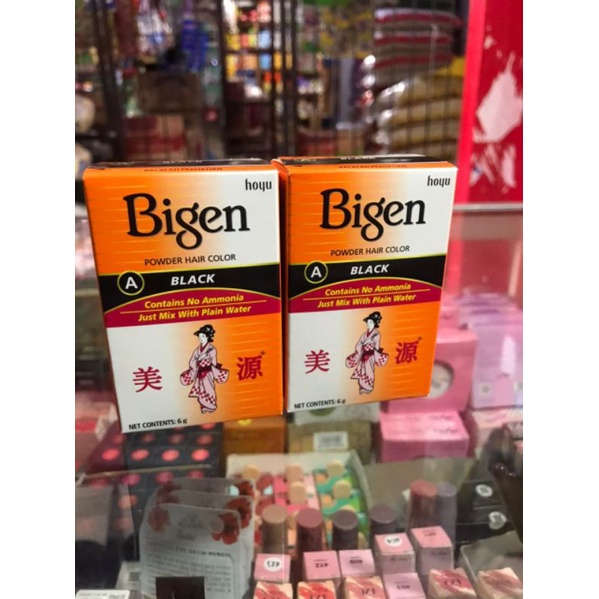 hoyu
Bigen
POWDER HAIR COLOR
A BLACK
Contains No Ammonia
Just Mix With Plain Water
美 源
NET CONTENTS: 6 g
hoyu
Bigen
POWDER HAIR COLOR
A BLACK
Contains No Ammonia
Just Mix With Plain Water
美 源
NET CONTENTS: 6 g